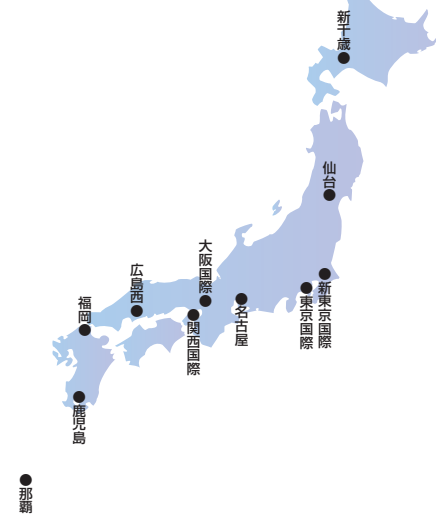 新千歳
仙台
大阪国際
広島西
福岡
新東京国際
東京国際
名古屋
関西国際
鹿児島
那覇